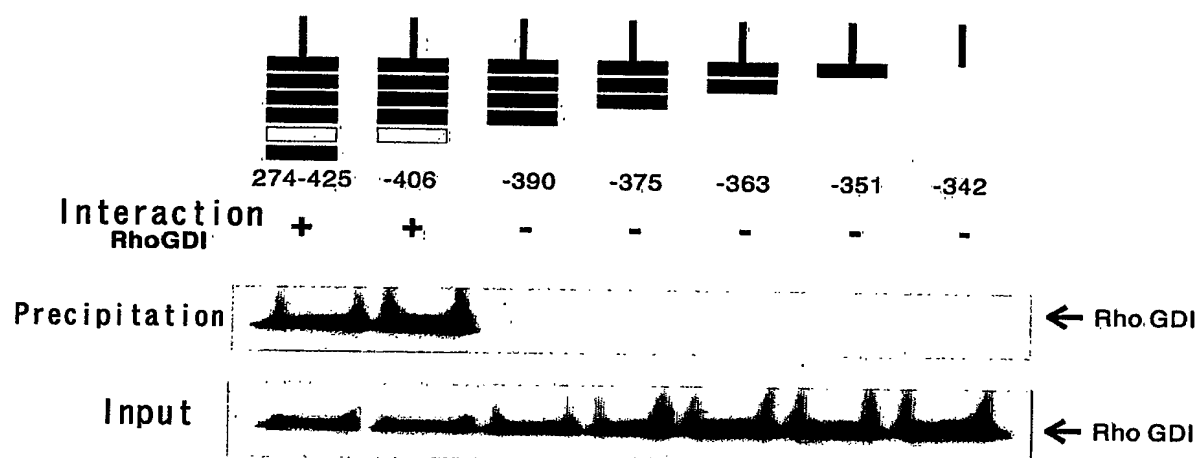 274-425 -406 -390 -375 -363 -351 -342
Interaction
RhoGDI + + - - - - -
Precipitation ← Rho GDI
Input ← Rho GDI